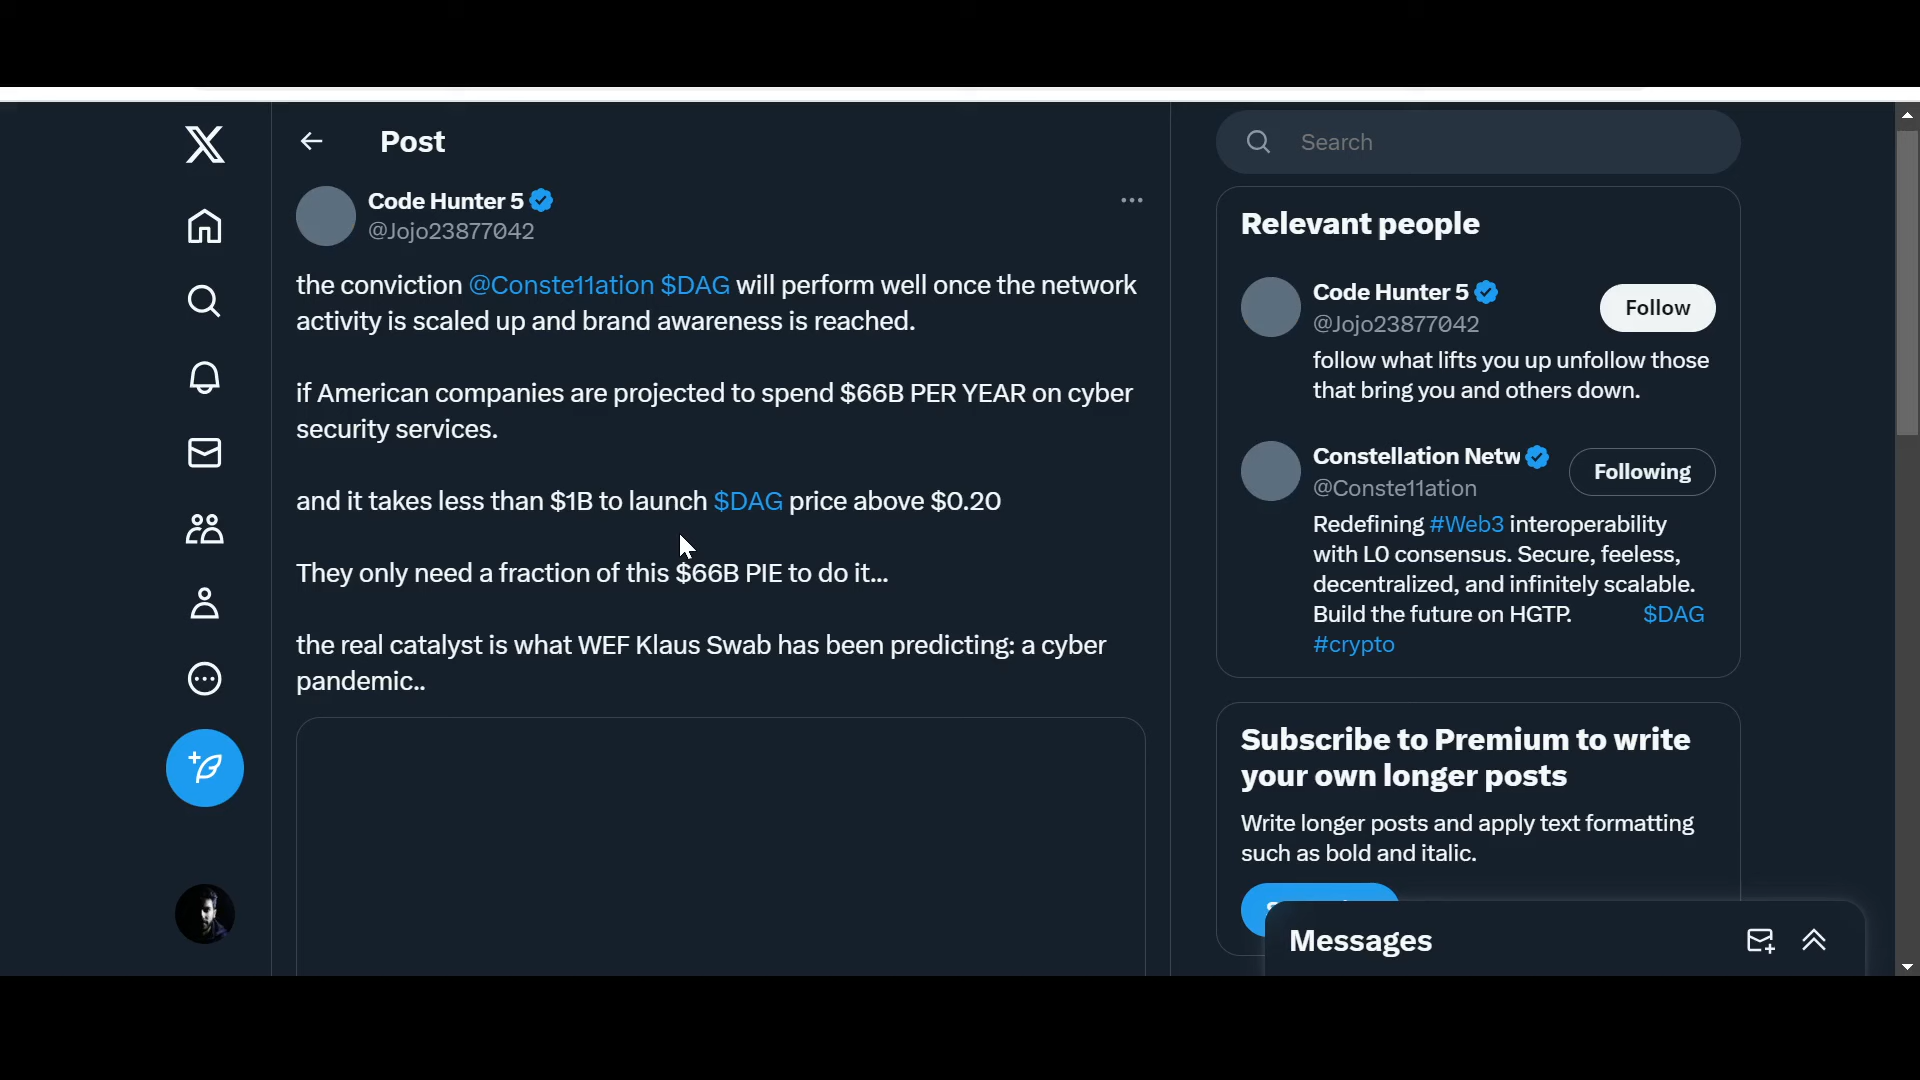 Post
Code Hunter 5
@Jojo23877042
the conviction @Conste11ation $DAG will perform well once the network
activity is scaled up and brand awareness is reached.
if American companies are projected to spend $66B PER YEAR on cyber
security services.
and it takes less than $1B to launch $DAG price above $0.20
They only need a fraction of this $66B PIE to do it...
the real catalyst is what WEF Klaus Swab has been predicting: a cyber
pandemic..
Search
Relevant people
Code Hunter 5
@Jojo23877042
Follow
follow what lifts you up unfollow those
that bring you and others down.
Constellation Netw
@Conste11ation
Following
Redefining #Web3 interoperability
with L0 consensus. Secure, feeless,
decentralized, and infinitely scalable.
Build the future on HGTP. $DAG
#crypto
Subscribe to Premium to write
your own longer posts
Write longer posts and apply text formatting
such as bold and italic.
Messages